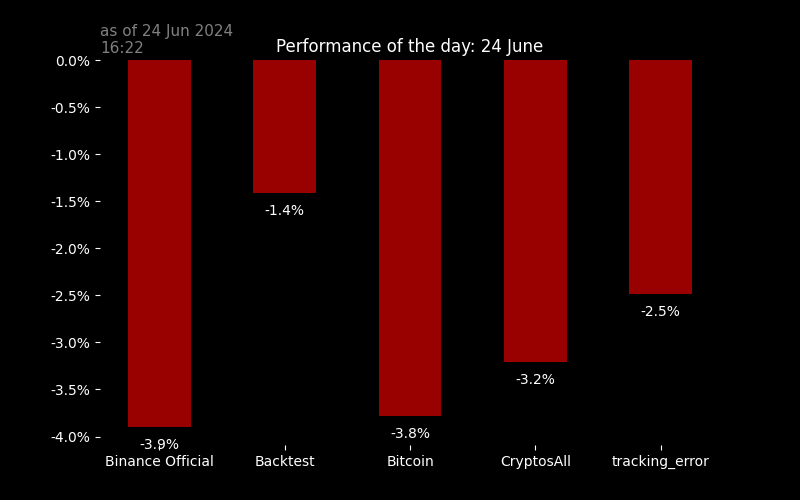 as of 24 Jun 2024
16:22
Performance of the day: 24 June
0.0%
-0.5%
-1.0%
-1.5%
-2.0%
-2.5%
-3.0%
-3.5%
-4.0%
-3.9%
-1.4%
-3.8%
-3.2%
-2.5%
Binance Official
Backtest
Bitcoin
CryptosAll
tracking_error